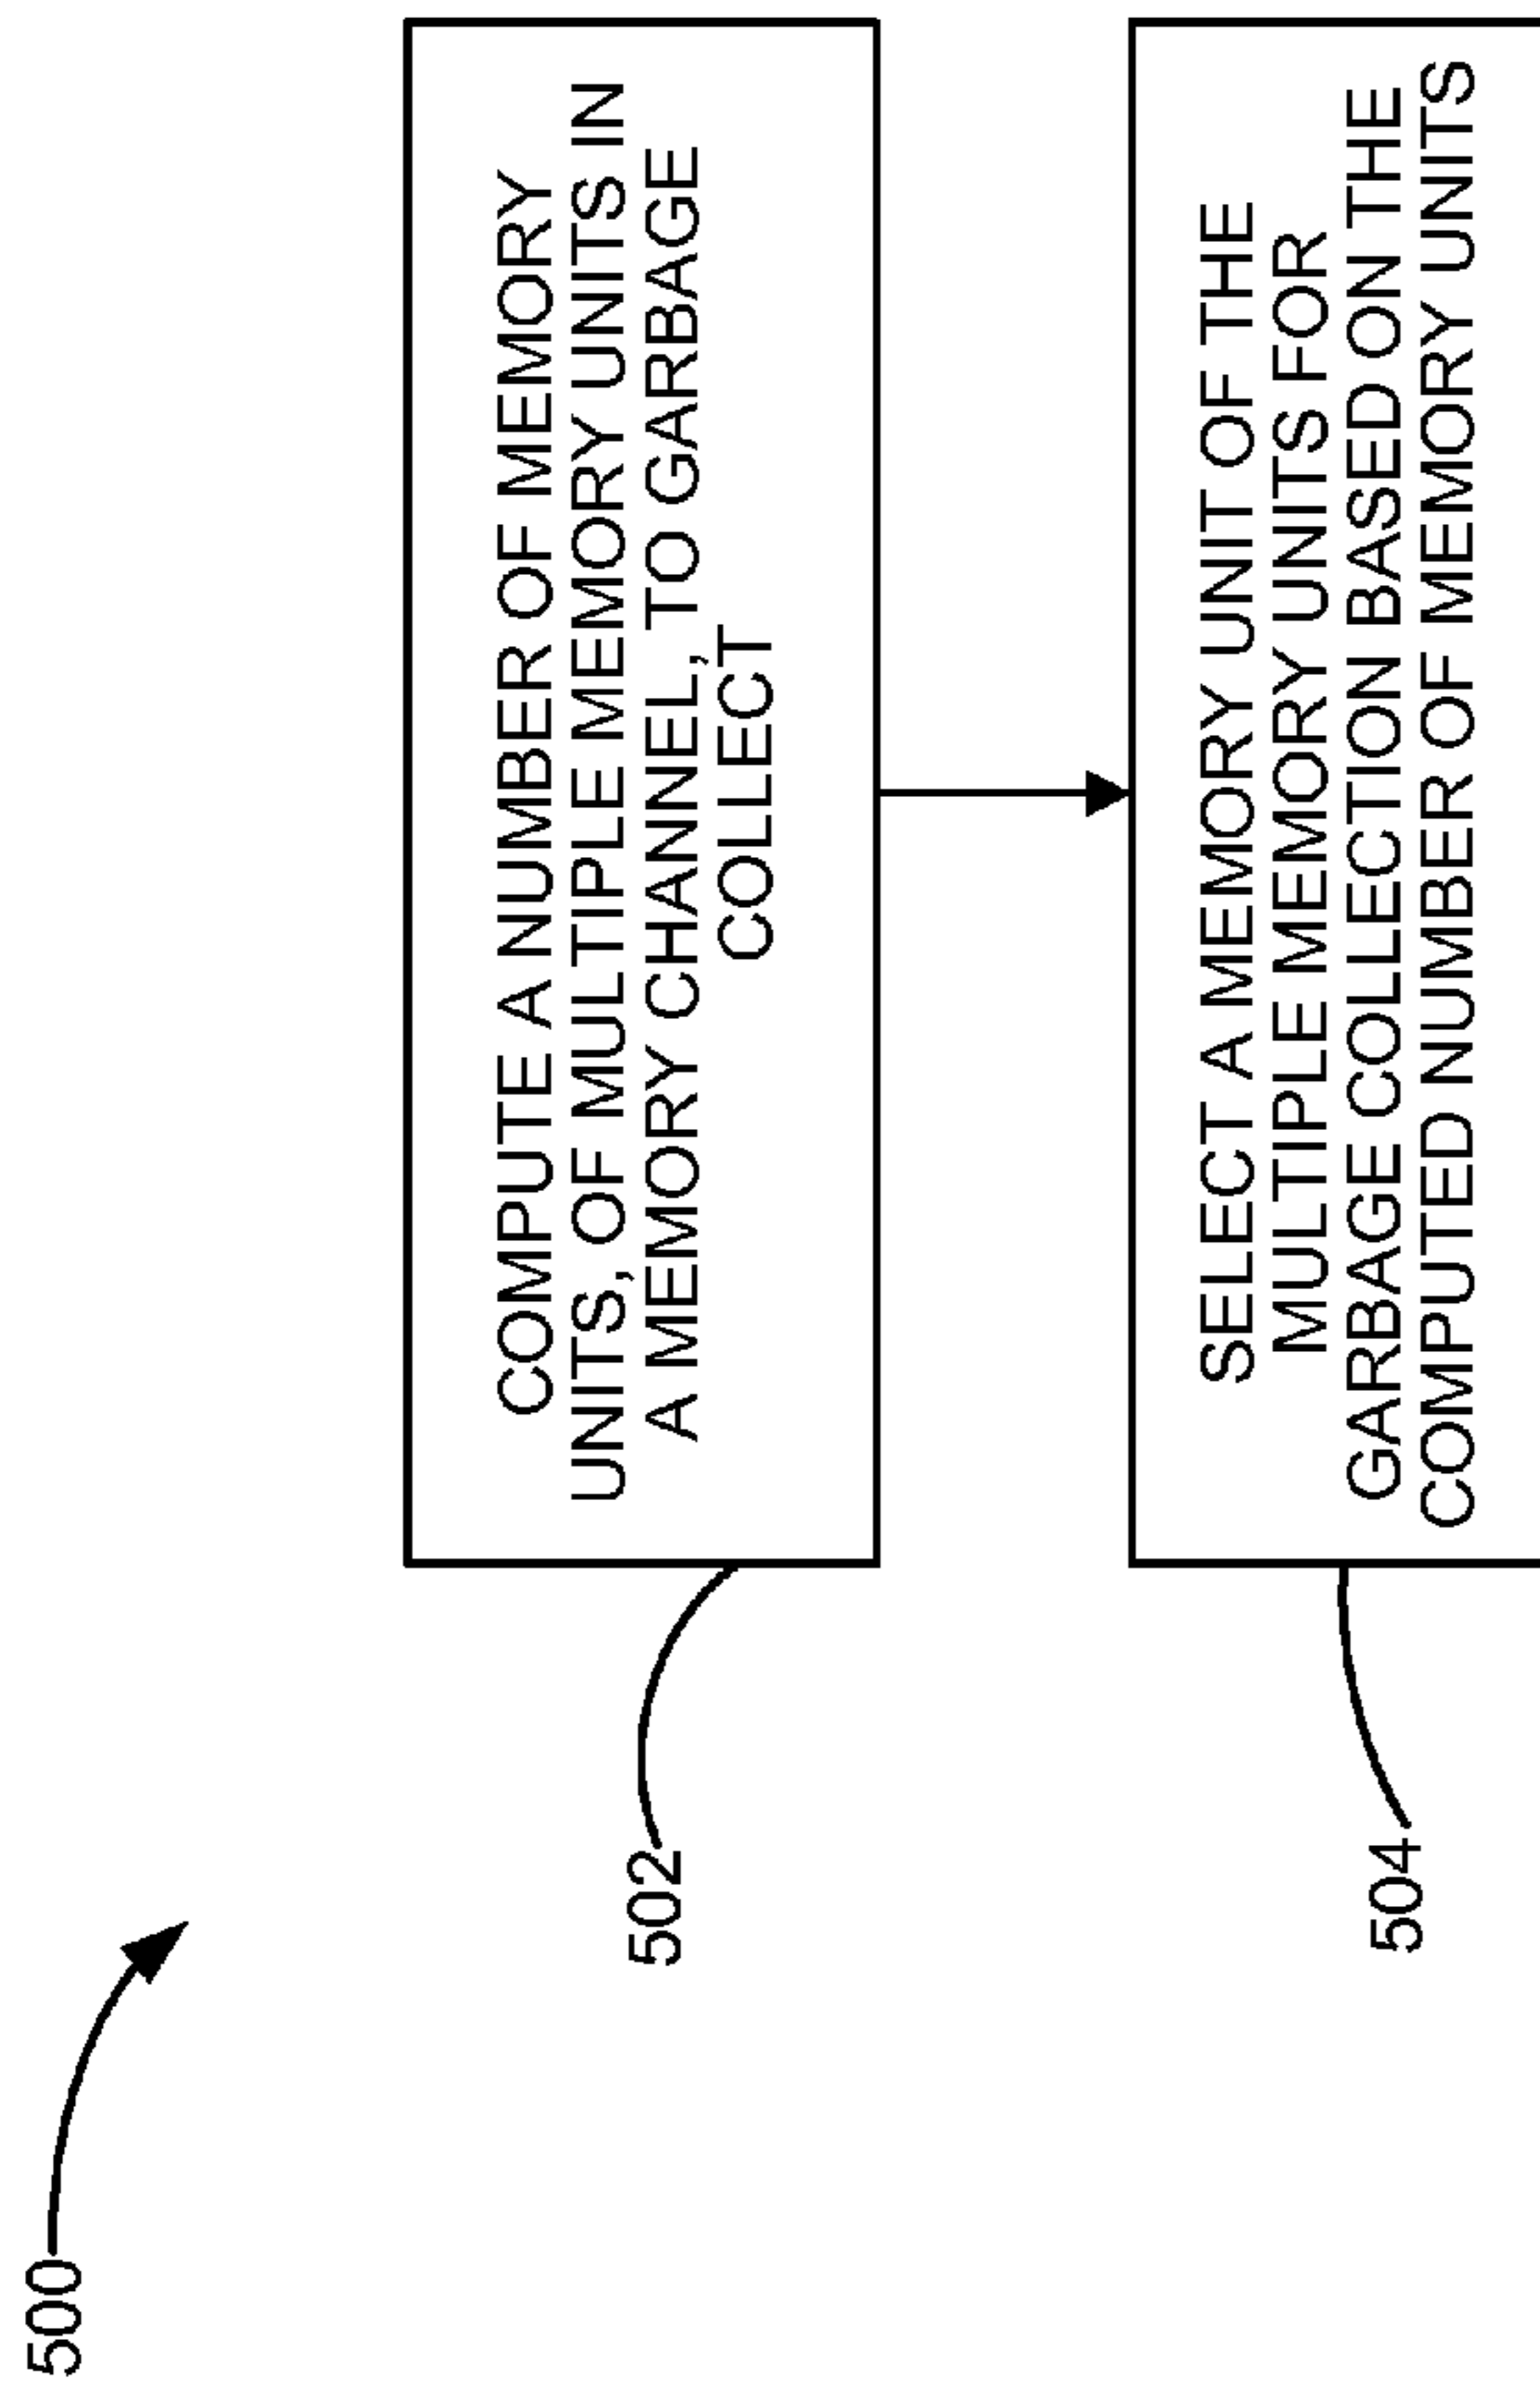 500
502
COMPUTE A NUMBER OF MEMORY
UNITS, OF MULTIPLE MEMORY UNITS IN
A MEMORY CHANNEL, TO GARBAGE
COLLECT
504
SELECT A MEMORY UNIT OF THE
MULTIPLE MEMORY UNITS FOR
GARBAGE COLLECTION BASED ON THE
COMPUTED NUMBER OF MEMORY UNITS